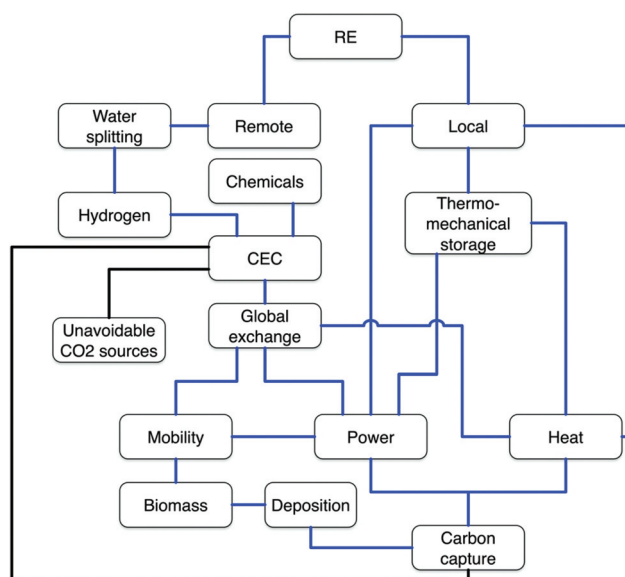 RE
Water
splitting
Remote
Local
Chemicals
Hydrogen
Thermo-
mechanical
storage
CEC
Global
exchange
Unavoidable
CO2 sources
Mobility
Power
Heat
Biomass
Deposition
Carbon
capture